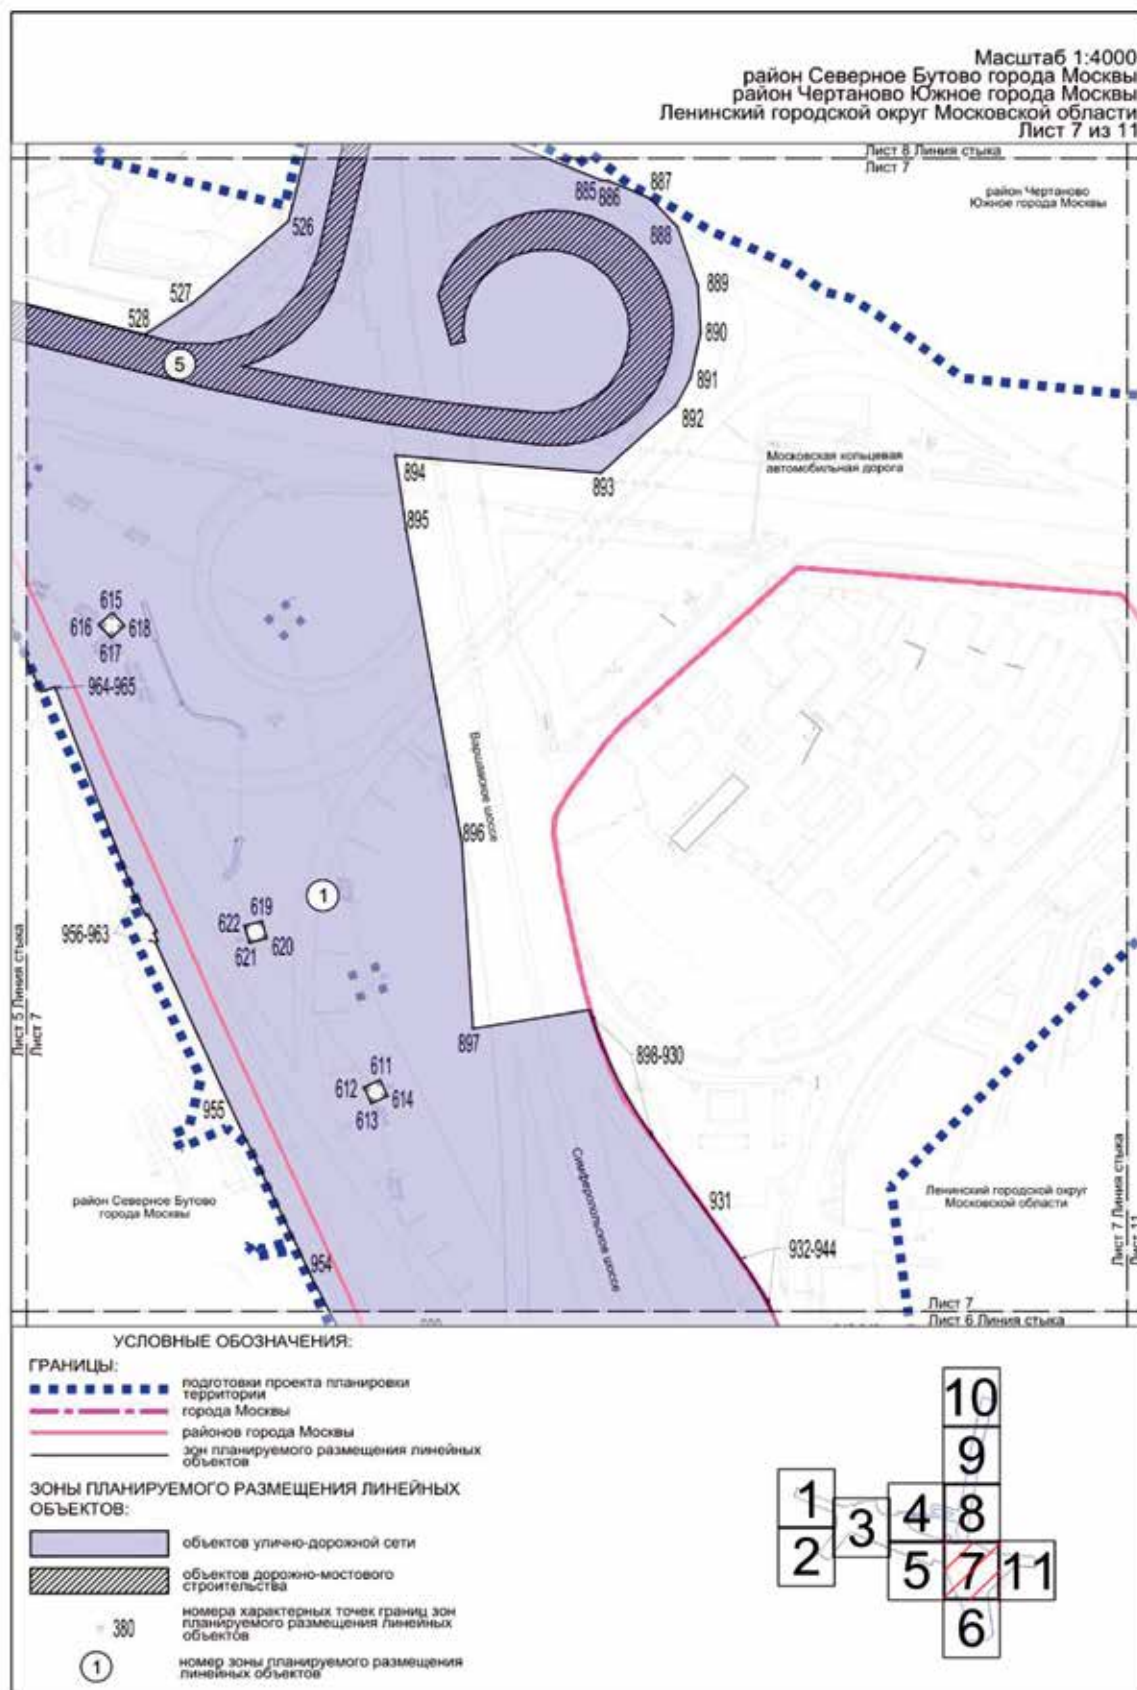 Масштаб 1:4000
район Северное Бутово города Москвы
район Чертаново Южное города Москвы
Ленинский городской округ Московской области
Лист 7 из 11
Лист 8 Линия стыка
Лист 7
район Чертаново
Южное города Москвы
885
886
887
888
526
527
528
889
890
891
892
5
Московская кольцевая
автомобильная дорога
894
893
895
615
616
618
617
964-965
Варшавское шоссе
896
1
619
622
620
621
956-963
Лист 5 Линия стыка
Лист 7
897
898-930
611
612
614
613
955
Симферопольское шоссе
931
район Северное Бутово
города Москвы
Ленинский городской округ
Московской области
Лист 7 Линия стыка
Лист 11
932-944
954
Лист 7
Лист 6 Линия стыка
УСЛОВНЫЕ ОБОЗНАЧЕНИЯ:
ГРАНИЦЫ:
подготовки проекта планировки
территории
города Москвы
районов города Москвы
зон планируемого размещения линейных
объектов
ЗОНЫ ПЛАНИРУЕМОГО РАЗМЕЩЕНИЯ ЛИНЕЙНЫХ
ОБЪЕКТОВ:
объектов улично-дорожной сети
объектов дорожно-мостового
строительства
380
номера характерных точек границ зон
планируемого размещения линейных
объектов
1
номер зоны планируемого размещения
линейных объектов
10
9
1
4
8
3
2
5
7
11
6